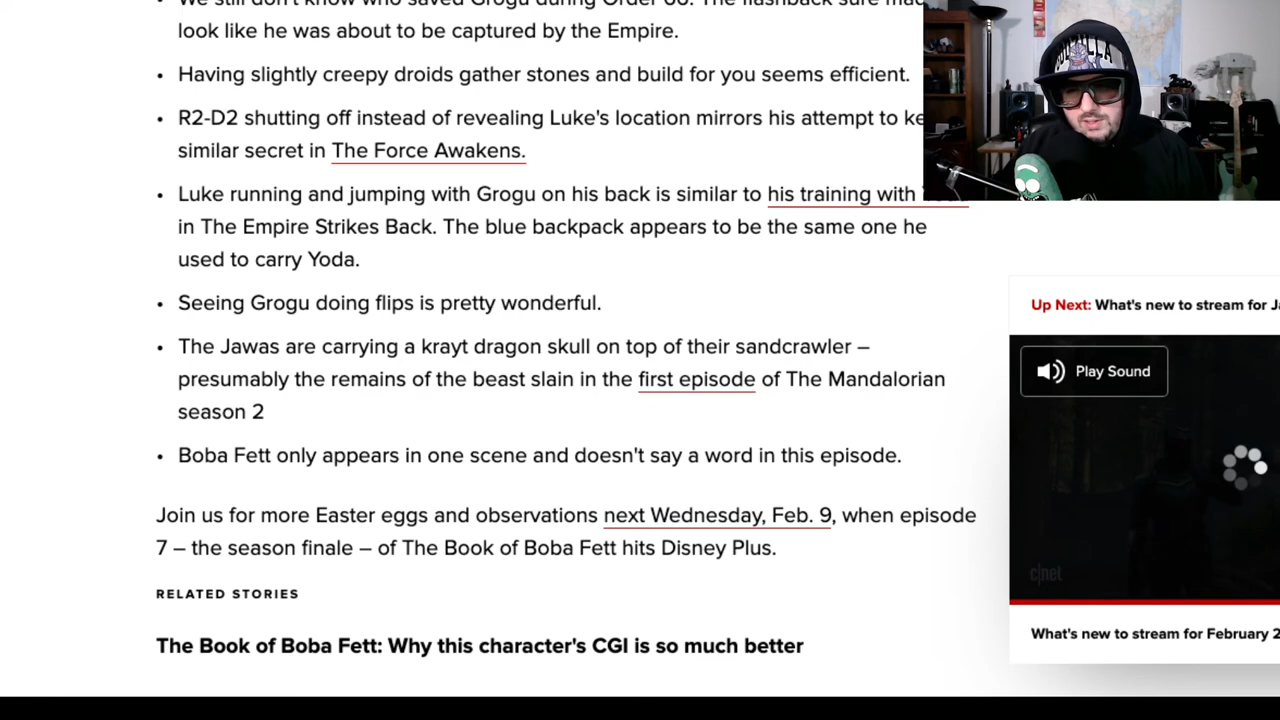 look like he was about to be captured by the Empire.
• Having slightly creepy droids gather stones and build for you seems efficient.
• R2-D2 shutting off instead of revealing Luke's location mirrors his attempt to
similar secret in The Force Awakens.
• Luke running and jumping with Grogu on his back is similar to his training with
in The Empire Strikes Back. The blue backpack appears to be the same one he
used to carry Yoda.
• Seeing Grogu doing flips is pretty wonderful.
• The Jawas are carrying a krayt dragon skull on top of their sandcrawler –
presumably the remains of the beast slain in the first episode of The Mandalorian
season 2
• Boba Fett only appears in one scene and doesn't say a word in this episode.
Join us for more Easter eggs and observations next Wednesday, Feb. 9, when episode
7 – the season finale – of The Book of Boba Fett hits Disney Plus.
RELATED STORIES
The Book of Boba Fett: Why this character's CGI is so much better
GODZILLA
Up Next: What's new to stream for
Play Sound
c|net
What's new to stream for February